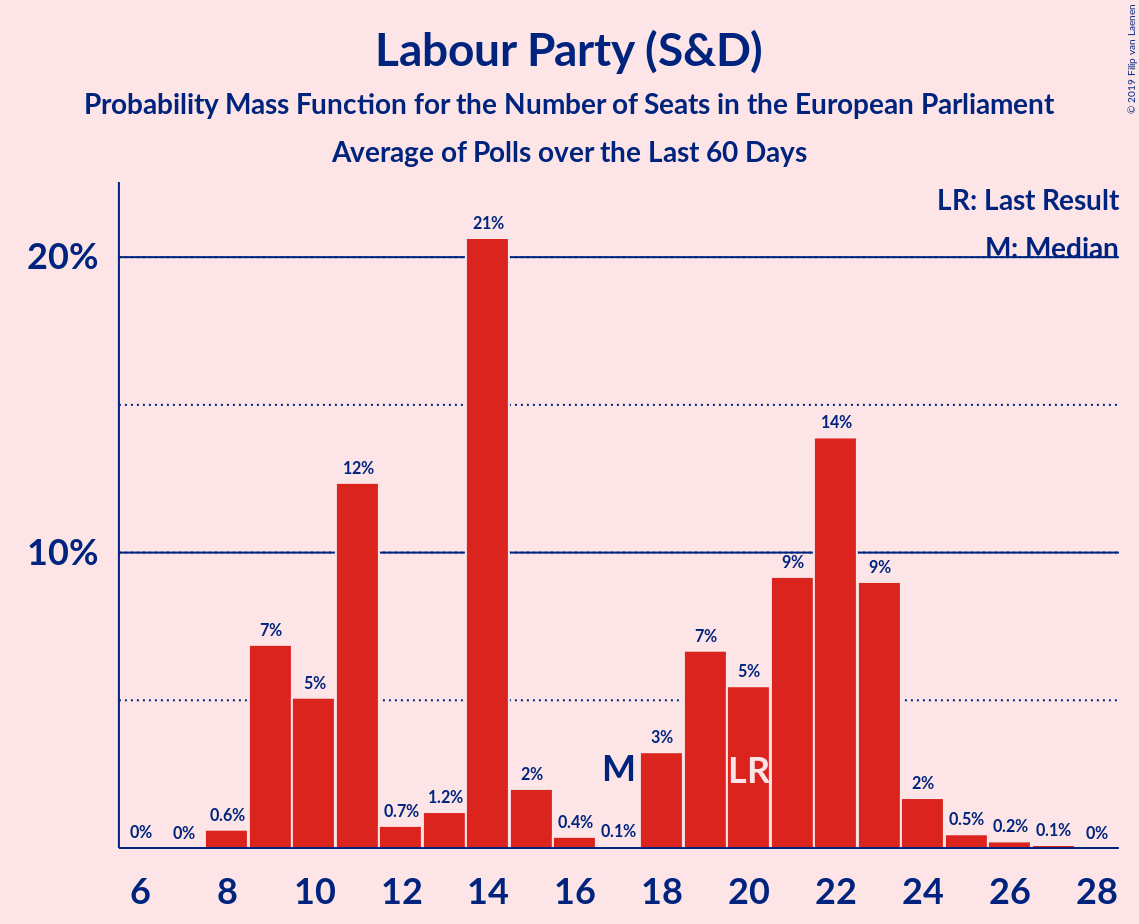 Labour Party (S&D)
Probability Mass Function for the Number of Seats in the European Parliament
Average of Polls over the Last 60 Days
© 2019 Filip van Laenen
LR: Last Result
M: Median
20%
10%
0%
0%
0.6%
7%
5%
12%
0.7%
1.2%
21%
2%
0.4%
0.1%
3%
7%
5%
9%
14%
9%
2%
0.5%
0.2%
0.1%
0%
M
LR
6 8 10 12 14 16 18 20 22 24 26 28